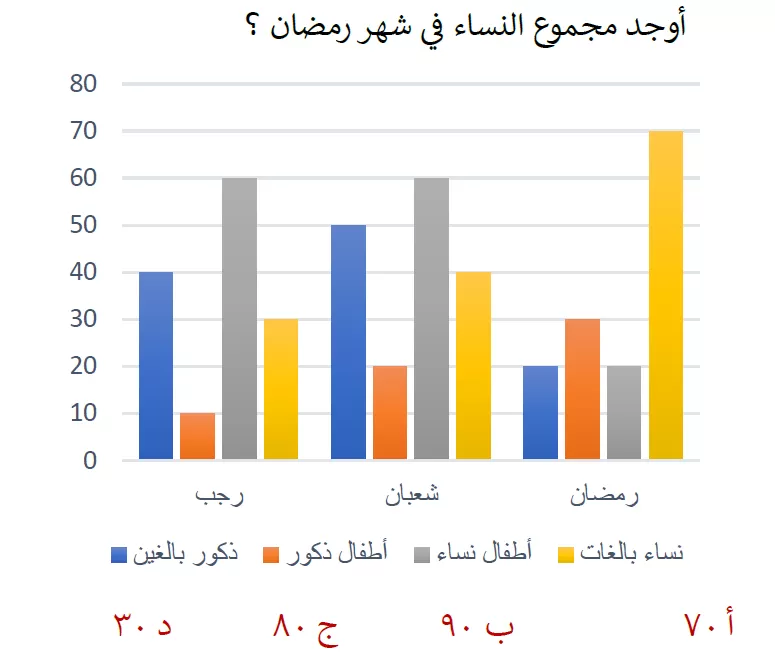 أوجد مجموع النساء في شهر رمضان ؟
80
70
60
50
40
30
20
10
0
رجب شعبان رمضان
ذكور بالغين أطفال ذكور أطفال نساء نساء بالغات
أ ٧٠ ب ٩٠ ج ٨٠ د ٣٠